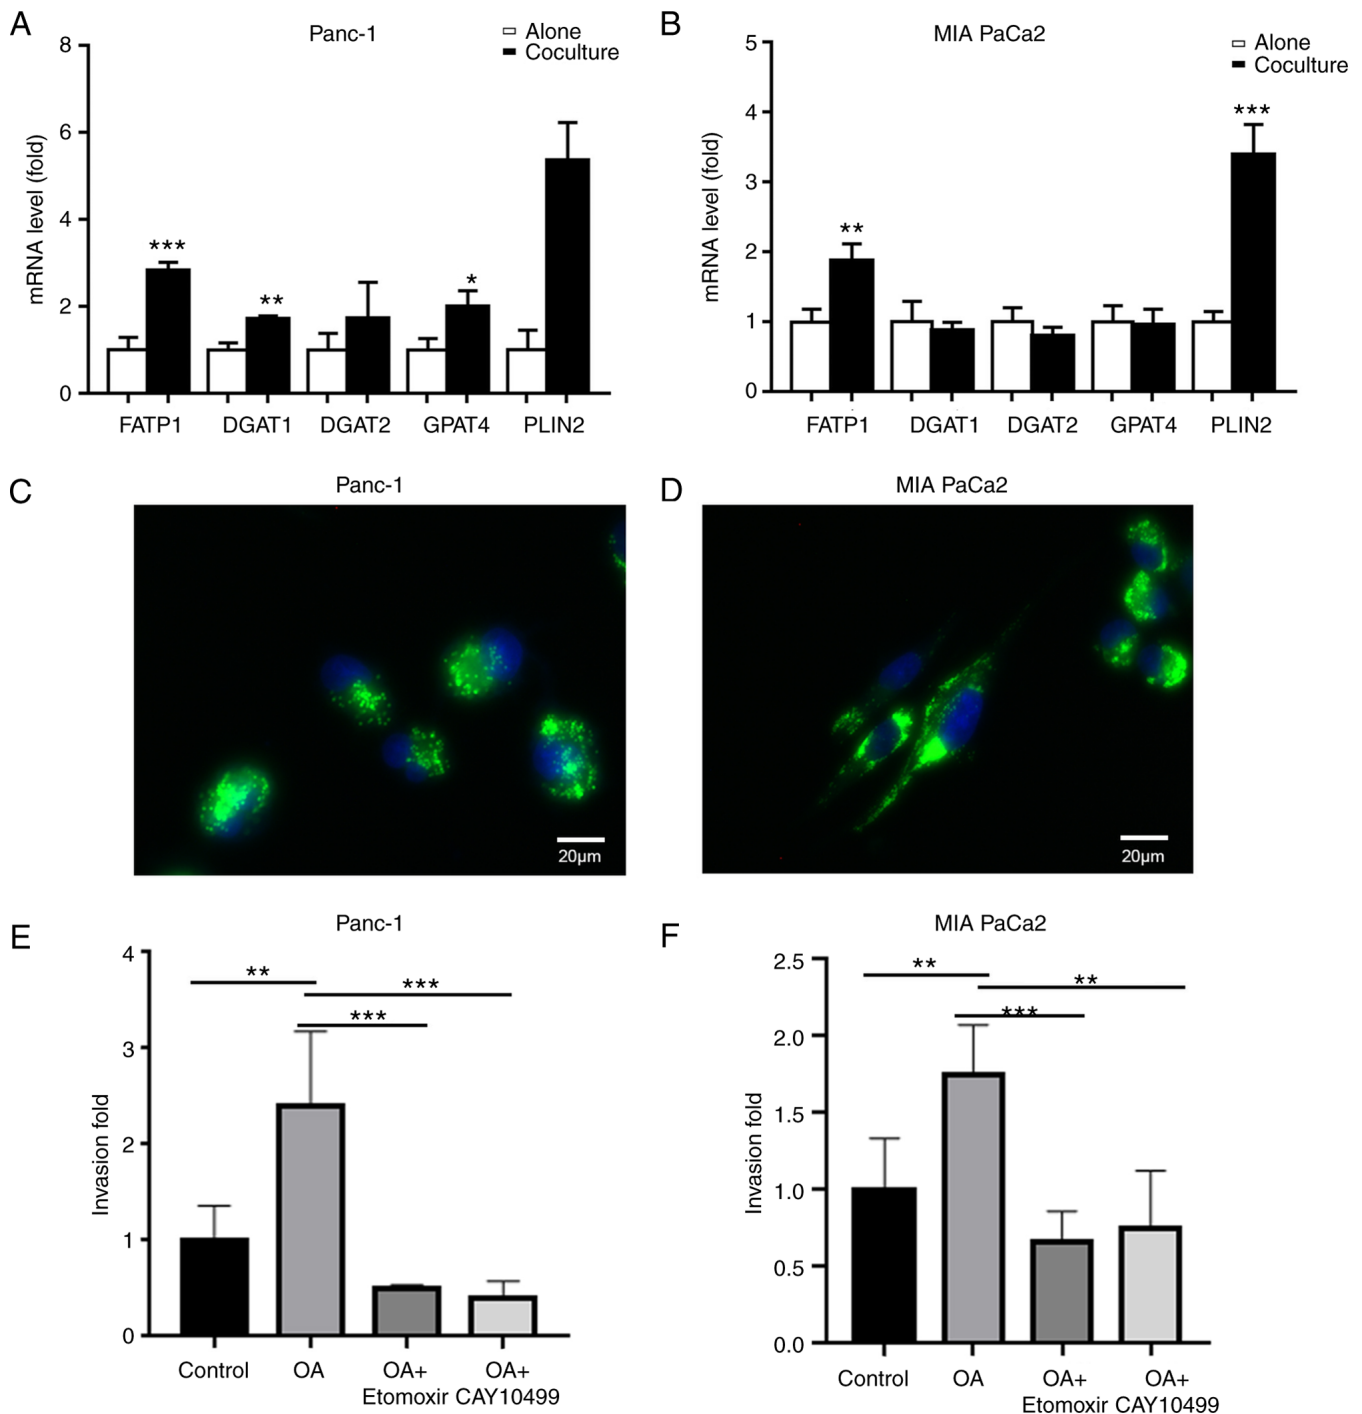 A
Panc-1
Alone
Coculture
mRNA level (fold)
8
6
4
2
0
***
**
*
FATP1 DGAT1 DGAT2 GPAT4 PLIN2
B
MIA PaCa2
Alone
Coculture
mRNA level (fold)
5
4
3
2
1
0
**
***
FATP1 DGAT1 DGAT2 GPAT4 PLIN2
C
Panc-1
20μm
D
MIA PaCa2
20μm
E
Panc-1
Invasion fold
4
3
2
1
0
**
***
***
Control OA OA+ OA+
Etomoxir CAY10499
F
MIA PaCa2
Invasion fold
2.5
2.0
1.5
1.0
0.5
0.0
**
**
***
Control OA OA+ OA+
Etomoxir CAY10499